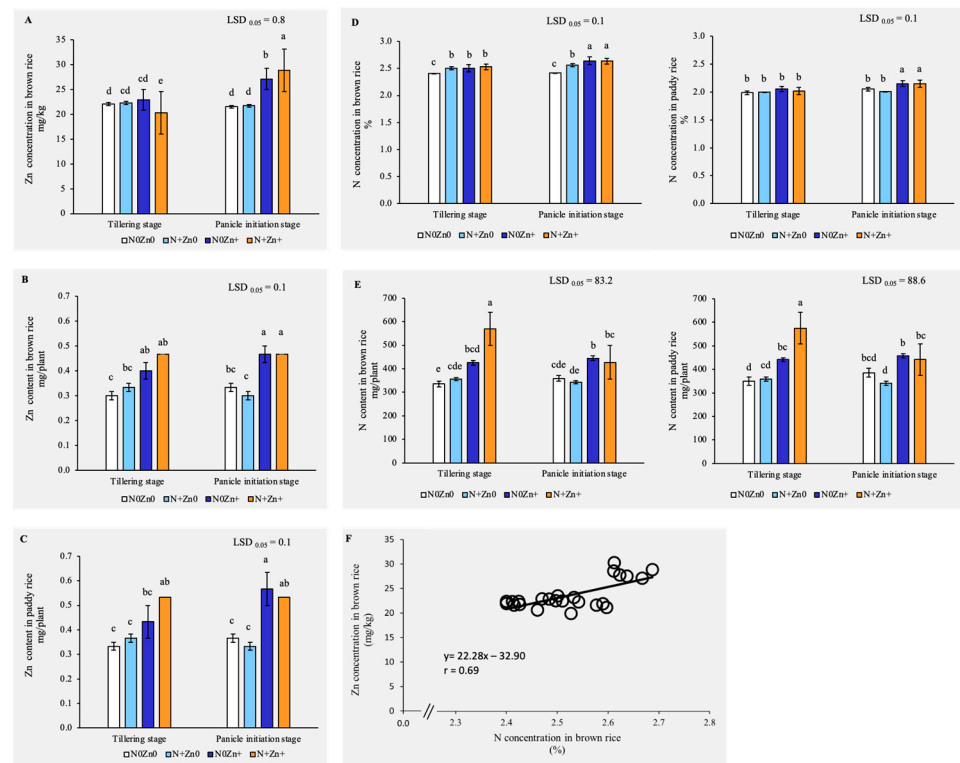 A
LSD 0.05 = 0.8
Zn concentration in brown rice
mg/kg
35
30
25
20
15
10
5
0
d cd cd e d d b a
Tillering stage Panicle initiation stage
N0Zn0 N+Zn0 N0Zn+ N+Zn+
B
LSD 0.05 = 0.1
Zn content in brown rice
mg/plant
0.7
0.6
0.5
0.4
0.3
0.2
0.1
0.0
c bc ab ab bc c a a
Tillering stage Panicle initiation stage
N0Zn0 N+Zn0 N0Zn+ N+Zn+
C
LSD 0.05 = 0.1
Zn content in paddy rice
mg/plant
0.7
0.6
0.5
0.4
0.3
0.2
0.1
0.0
c c bc ab c c a ab
Tillering stage Panicle initiation stage
N0Zn0 N+Zn0 N0Zn+ N+Zn+
D
LSD 0.05 = 0.1
N concentration in brown rice
%
3.0
2.5
2.0
1.5
1.0
0.5
0.0
c b b b c b a a
Tillering stage Panicle initiation stage
N0Zn0 N+Zn0 N0Zn+ N+Zn+
LSD 0.05 = 0.1
N concentration in paddy rice
%
3.0
2.5
2.0
1.5
1.0
0.5
0.0
b b b b b b a a
Tillering stage Panicle initiation stage
N0Zn0 N+Zn0 N0Zn+ N+Zn+
E
LSD 0.05 = 83.2
N content in brown rice
mg/plant
700
600
500
400
300
200
100
0
e cde bcd a cde de b bc
Tillering stage Panicle initiation stage
N0Zn0 N+Zn0 N0Zn+ N+Zn+
LSD 0.05 = 88.6
N content in paddy rice
mg/plant
700
600
500
400
300
200
100
0
d cd bc a bcd d b bc
Tillering stage Panicle initiation stage
N0Zn0 N+Zn0 N0Zn+ N+Zn+
F
Zn concentration in brown rice
(mg/kg)
35
30
25
20
15
10
5
0
y= 22.28x – 32.90
r = 0.69
0.0 2.3 2.4 2.5 2.6 2.7 2.8
N concentration in brown rice
(%)